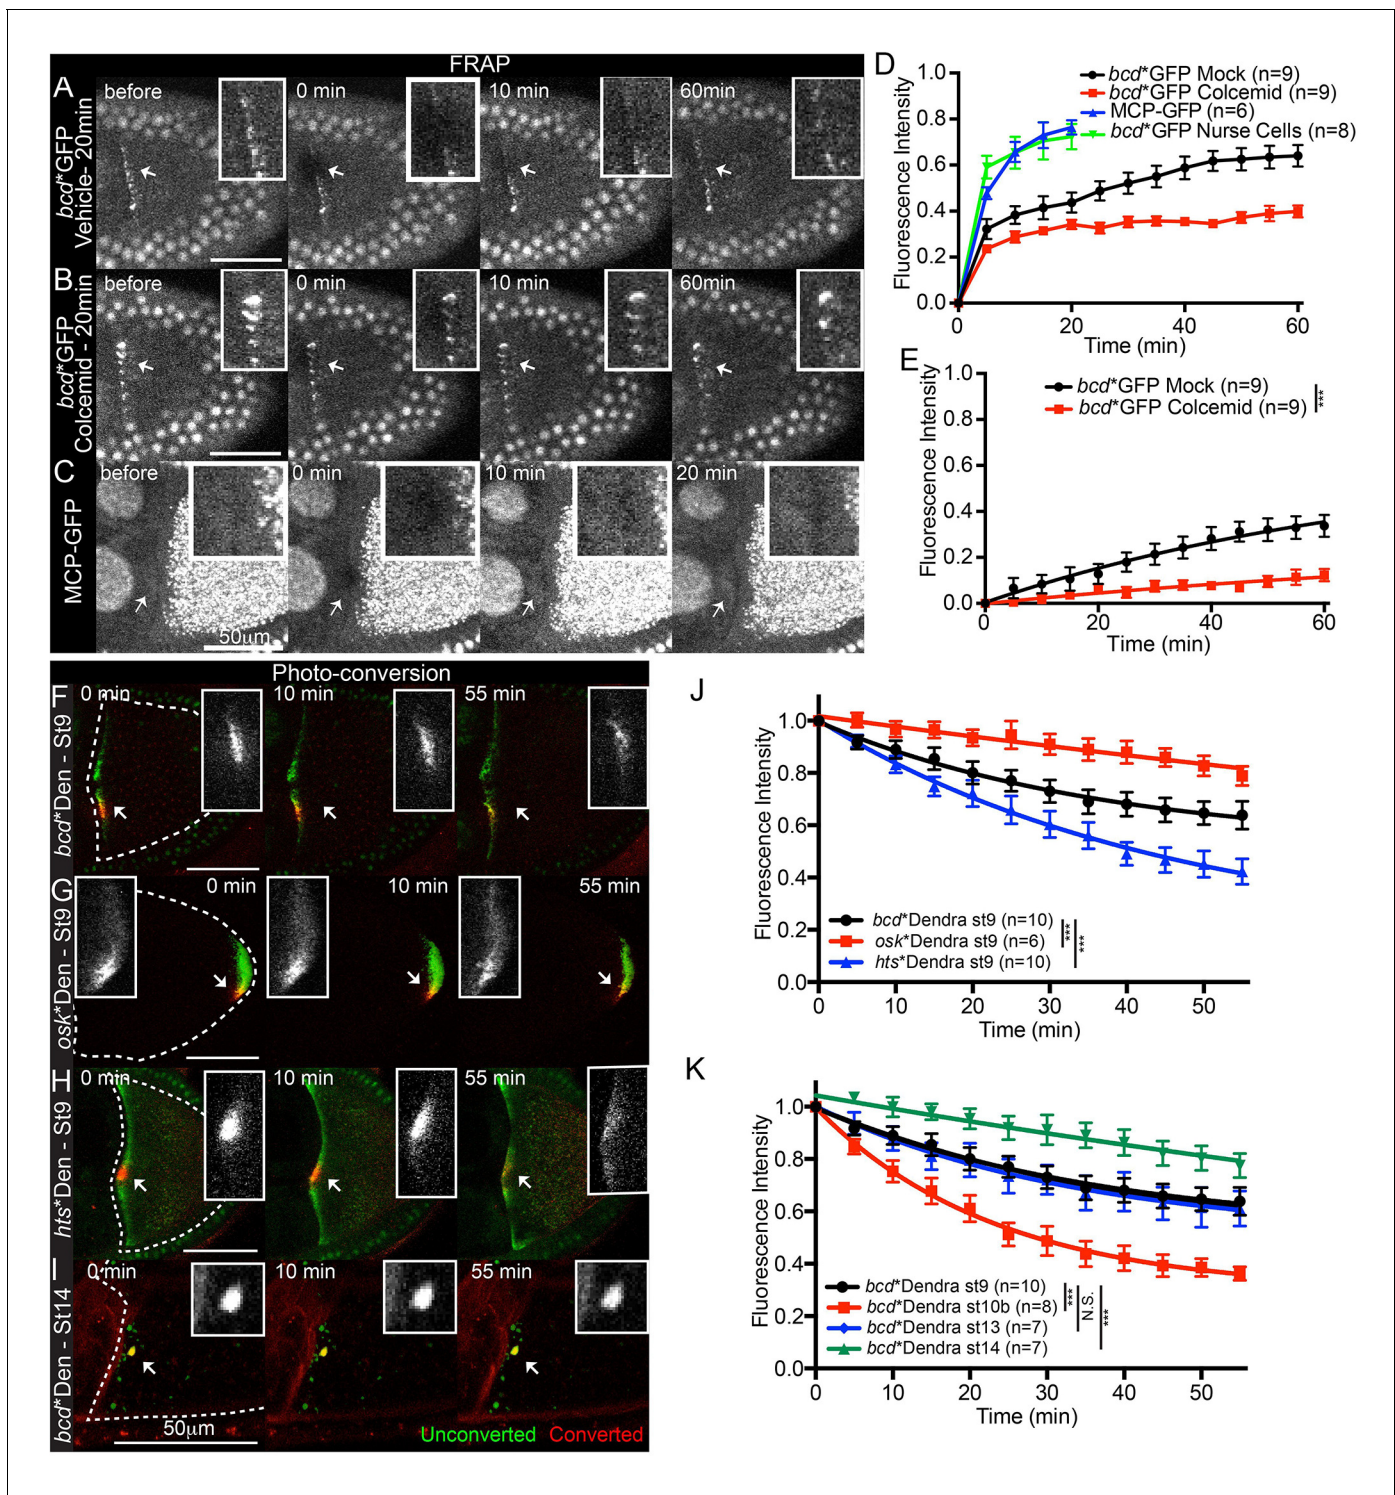 FRAP
A
bcd*GFP
Vehicle- 20min
before
0 min
10 min
60min
B
bcd*GFP
Colcemid - 20min
before
0 min
10 min
60min
C
MCP-GFP
before
0 min
10 min
20 min
50µm
D
Fluorescence Intensity
1.0
0.8
0.6
0.4
0.2
0.0
0
20
40
60
Time (min)
bcd*GFP Mock (n=9)
bcd*GFP Colcemid (n=9)
MCP-GFP (n=6)
bcd*GFP Nurse Cells (n=8)
E
Fluorescence Intensity
1.0
0.8
0.6
0.4
0.2
0.0
0
20
40
60
Time (min)
bcd*GFP Mock (n=9)
bcd*GFP Colcemid (n=9)
***
Photo-conversion
F
bcd*Den - St9
0 min
10 min
55 min
G
osk*Den - St9
0 min
10 min
55 min
H
hts*Den - St9
0 min
10 min
55 min
I
bcd*Den - St14
0 min
10 min
55 min
50µm
Unconverted
Converted
J
Fluorescence Intensity
1.0
0.8
0.6
0.4
0.2
0.0
0
10
20
30
40
50
Time (min)
bcd*Dendra st9 (n=10)
osk*Dendra st9 (n=6)
hts*Dendra st9 (n=10)
***
***
K
Fluorescence Intensity
1.0
0.8
0.6
0.4
0.2
0.0
0
10
20
30
40
50
Time (min)
bcd*Dendra st9 (n=10)
bcd*Dendra st10b (n=8)
bcd*Dendra st13 (n=7)
bcd*Dendra st14 (n=7)
***
N.S.
***